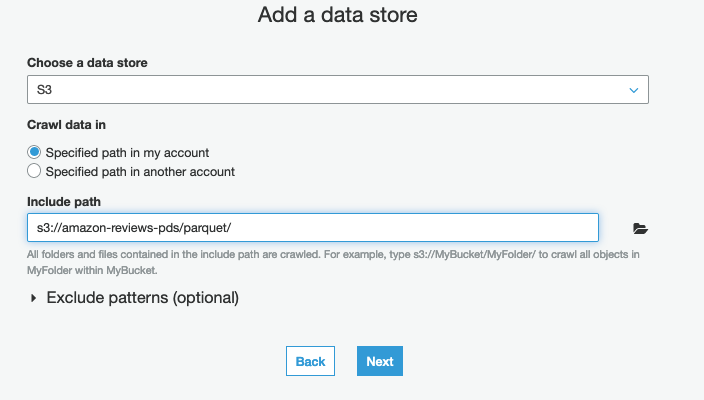 Add a data store
Choose a data store
S3
Crawl data in
Specified path in my account
Specified path in another account
Include path
s3://amazon-reviews-pds/parquet/
All folders and files contained in the include path are crawled. For example, type s3://MyBucket/MyFolder/ to crawl all objects in
MyFolder within MyBucket.
Exclude patterns (optional)
Back
Next